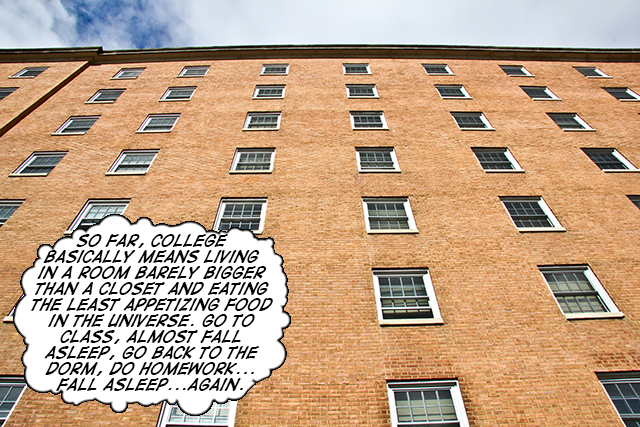 SO FAR, COLLEGE
BASICALLY MEANS LIVING
IN A ROOM BARELY BIGGER
THAN A CLOSET AND EATING
THE LEAST APPETIZING FOOD
IN THE UNIVERSE. GO TO
CLASS, ALMOST FALL
ASLEEP, GO BACK TO THE
DORM, DO HOMEWORK...
FALL ASLEEP...AGAIN.